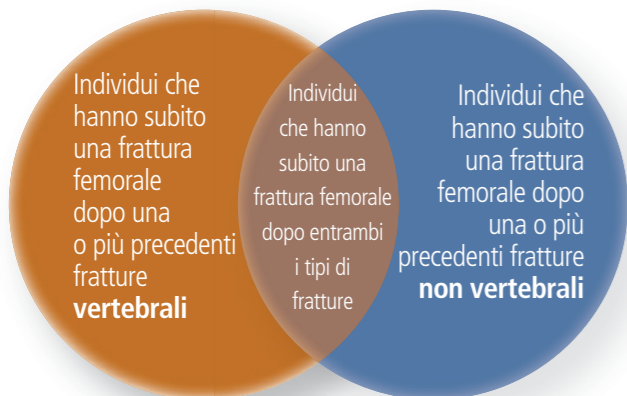 Individui che
hanno subito
una frattura
femorale
dopo una
o più precedenti
fratture
vertebrali
Individui
che hanno
subito una
frattura femorale
dopo entrambi
i tipi di
fratture
Individui che
hanno subito
una frattura
femorale dopo
una o più
precedenti fratture
non vertebrali